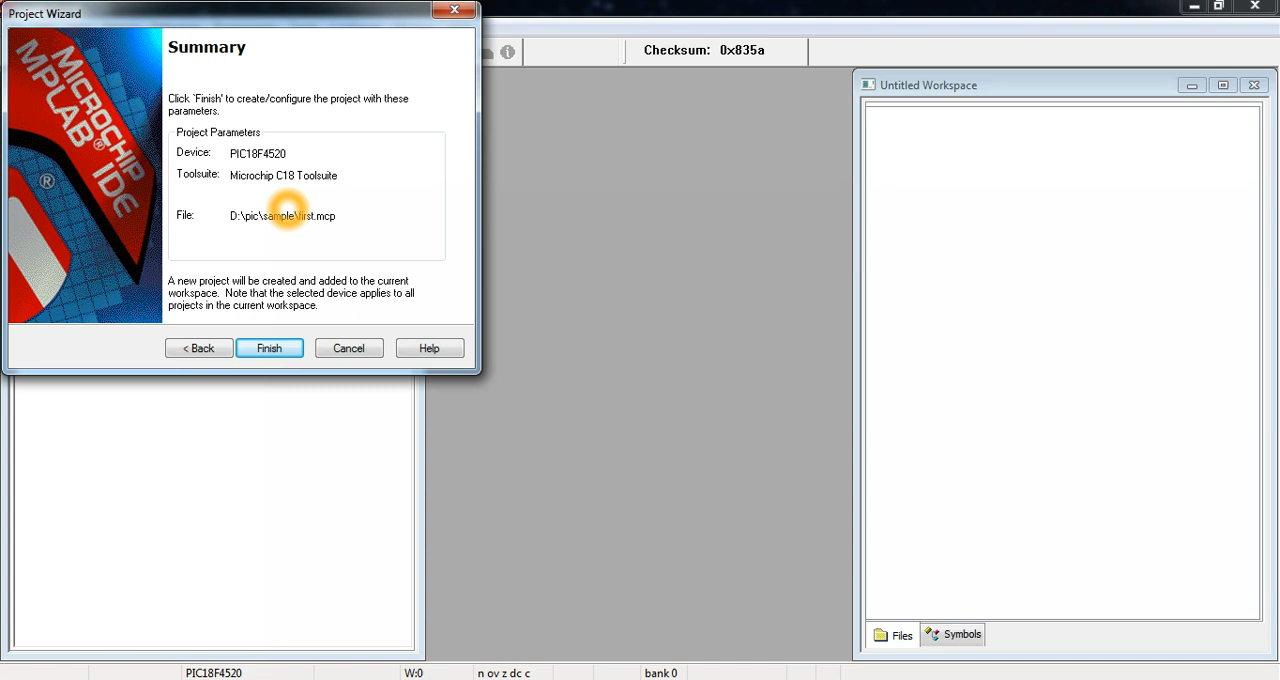 Project Wizard
MICROCHIP
MPLAB® IDE
®
Summary
Click `Finish' to create/configure the project with these
parameters.
Project Parameters
Device: PIC18F4520
Toolsuite: Microchip C18 Toolsuite
File: D:\pic\sample\first.mcp
A new project will be created and added to the current
workspace. Note that the selected device applies to all
projects in the current workspace.
< Back Finish Cancel Help
Checksum: 0x835a
Untitled Workspace
Files Symbols
PIC18F4520 W:0 n ov z dc c bank 0